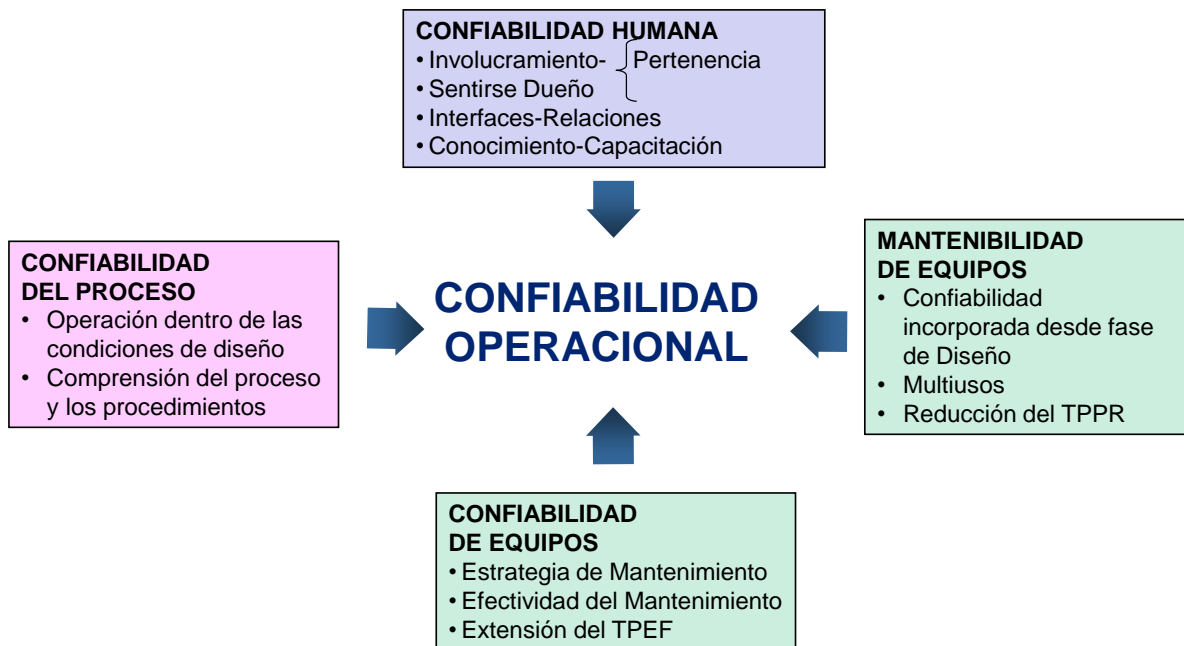 CONFIABILIDAD HUMANA
• Involucramiento- Pertenencia
• Sentirse Dueño
• Interfaces-Relaciones
• Conocimiento-Capacitación
CONFIABILIDAD
DEL PROCESO
• Operación dentro de las
condiciones de diseño
• Comprensión del proceso
y los procedimientos
CONFIABILIDAD
OPERACIONAL
MANTENIBILIDAD
DE EQUIPOS
• Confiabilidad
incorporada desde fase
de Diseño
• Multiusos
• Reducción del TPPR
CONFIABILIDAD
DE EQUIPOS
• Estrategia de Mantenimiento
• Efectividad del Mantenimiento
• Extensión del TPEF